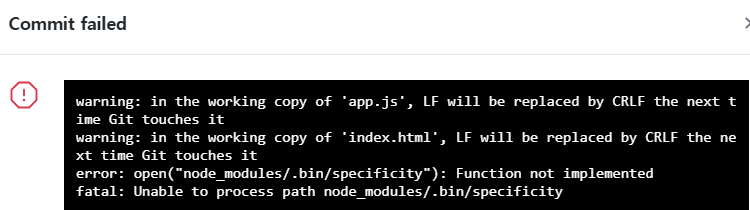 Commit failed
warning: in the working copy of 'app.js', LF will be replaced by CRLF the next t
ime Git touches it
warning: in the working copy of 'index.html', LF will be replaced by CRLF the ne
xt time Git touches it
error: open("node_modules/.bin/specificity"): Function not implemented
fatal: Unable to process path node_modules/.bin/specificity